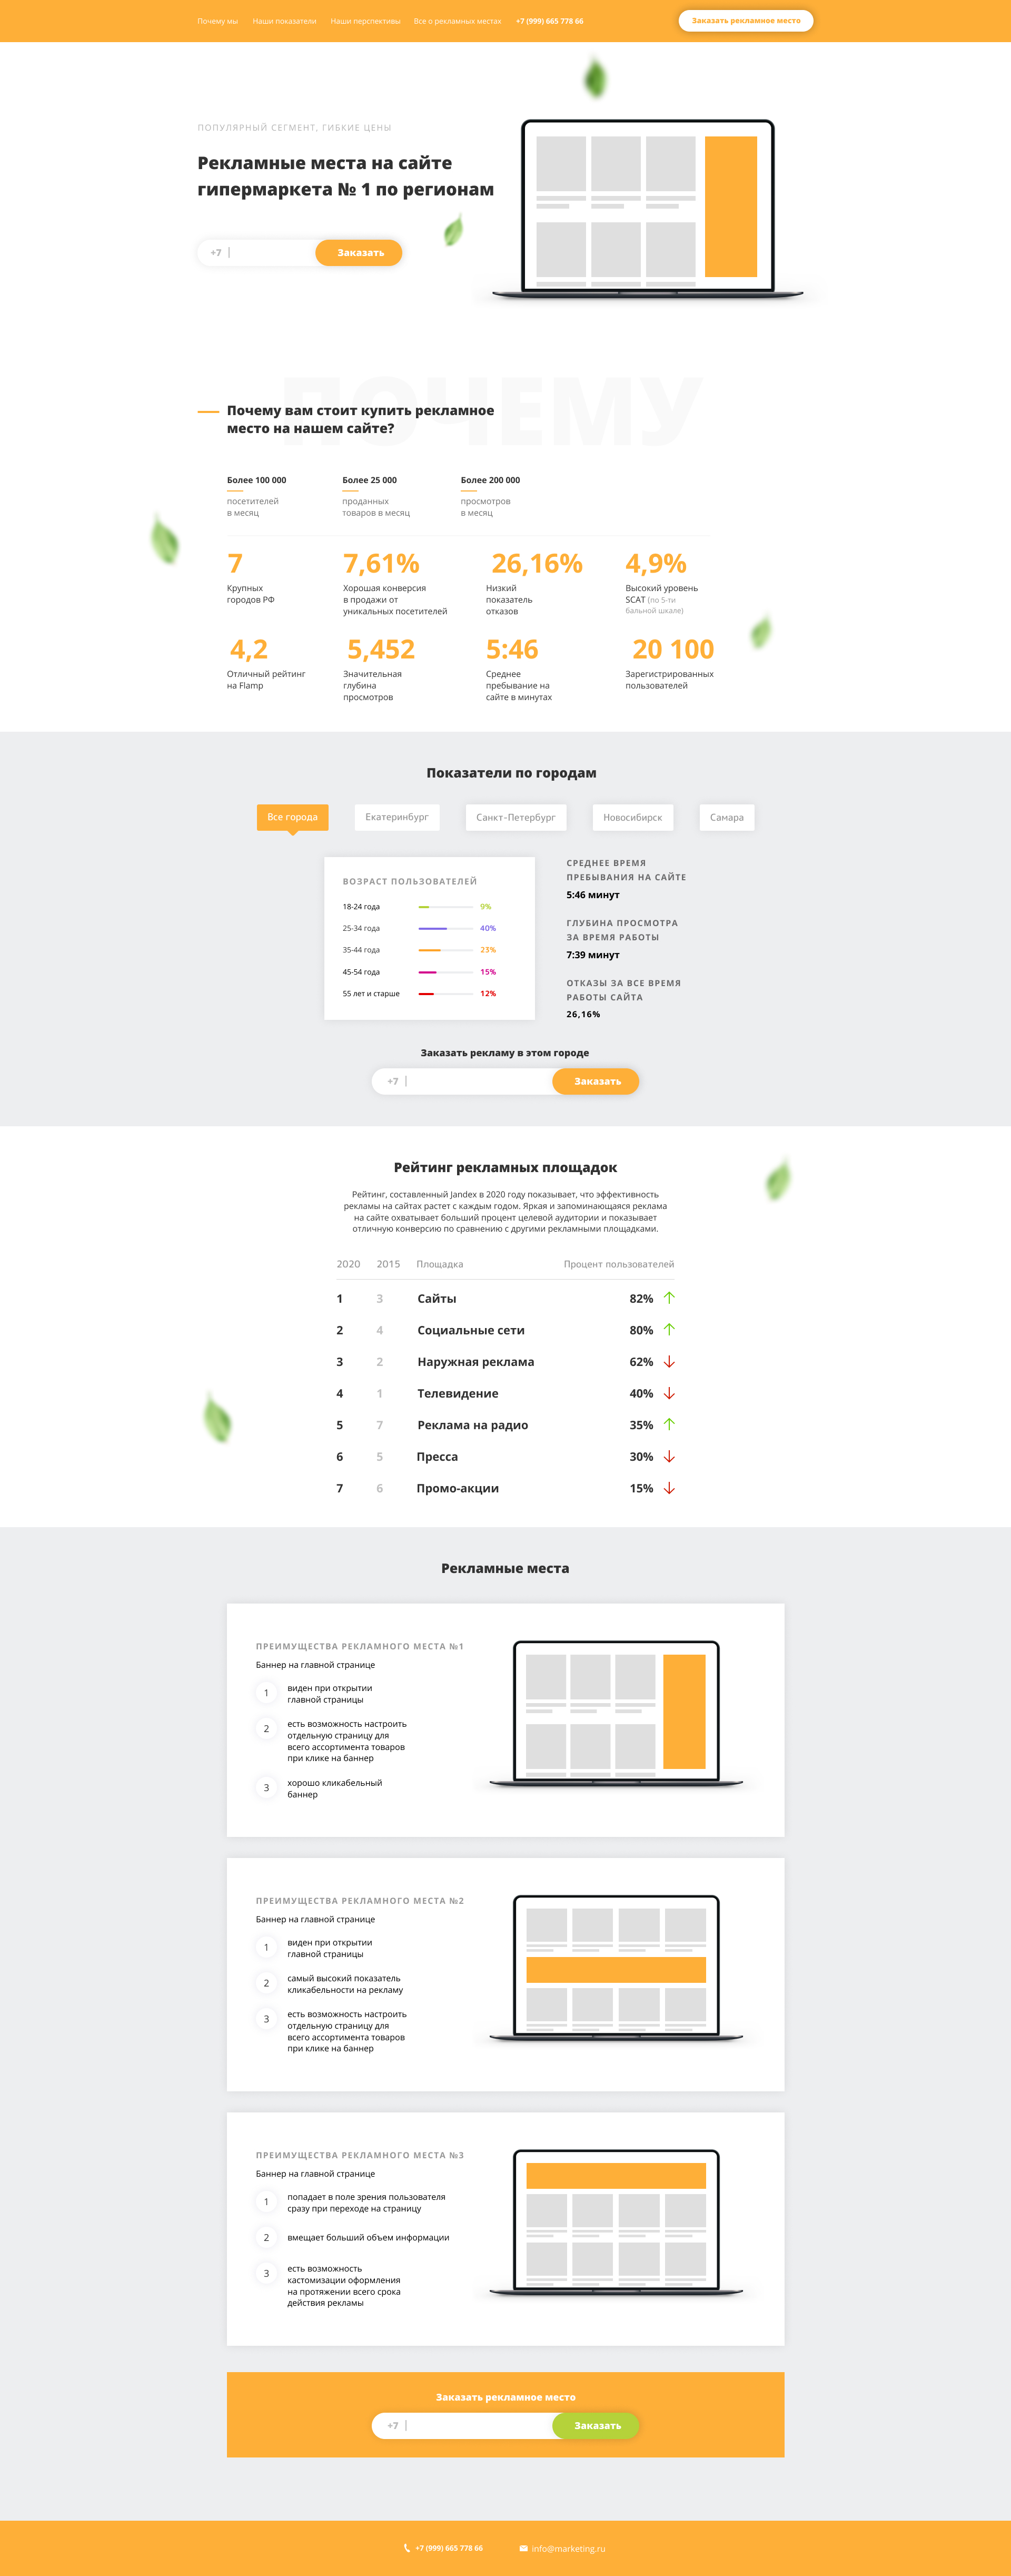 Почему мы
Наши показатели
Наши перспективы
Все о рекламных местах
+7 (999) 665 778 66
Заказать рекламное место
ПОПУЛЯРНЫЙ СЕГМЕНТ, ГИБКИЕ ЦЕНЫ
Рекламные места на сайте
гипермаркета № 1 по регионам
+7
Заказать
ПОЧЕМУ
Почему вам стоит купить рекламное
место на нашем сайте?
Более 100 000
посетителей
в месяц
Более 25 000
проданных
товаров в месяц
Более 200 000
просмотров
в месяц
7
Крупных
городов РФ
7,61%
Хорошая конверсия
в продажи от
уникальных посетителей
26,16%
Низкий
показатель
отказов
4,9%
Высокий уровень
SCAT (по 5-ти
бальной шкале)
4,2
Отличный рейтинг
на Flamp
5,452
Значительная
глубина
просмотров
5:46
Среднее
пребывание на
сайте в минутах
20 100
Зарегистрированных
пользователей
Показатели по городам
Все города
Екатеринбург
Санкт-Петербург
Новосибирск
Самара
ВОЗРАСТ ПОЛЬЗОВАТЕЛЕЙ
18-24 года 9%
25-34 года 40%
35-44 года 23%
45-54 года 15%
55 лет и старше 12%
СРЕДНЕЕ ВРЕМЯ
ПРЕБЫВАНИЯ НА САЙТЕ
5:46 минут
ГЛУБИНА ПРОСМОТРА
ЗА ВРЕМЯ РАБОТЫ
7:39 минут
ОТКАЗЫ ЗА ВСЕ ВРЕМЯ
РАБОТЫ САЙТА
26,16%
Заказать рекламу в этом городе
+7
Заказать
Рейтинг рекламных площадок
Рейтинг, составленный Jandex в 2020 году показывает, что эффективность
рекламы на сайтах растет с каждым годом. Яркая и запоминающаяся реклама
на сайте охватывает больший процент целевой аудитории и показывает
отличную конверсию по сравнению с другими рекламными площадками.
2020 2015 Площадка Процент пользователей
1 3 Сайты 82%
2 4 Социальные сети 80%
3 2 Наружная реклама 62%
4 1 Телевидение 40%
5 7 Реклама на радио 35%
6 5 Пресса 30%
7 6 Промо-акции 15%
Рекламные места
ПРЕИМУЩЕСТВА РЕКЛАМНОГО МЕСТА №1
Баннер на главной странице
1 виден при открытии
главной страницы
2 есть возможность настроить
отдельную страницу для
всего ассортимента товаров
при клике на баннер
3 хорошо кликабельный
баннер
ПРЕИМУЩЕСТВА РЕКЛАМНОГО МЕСТА №2
Баннер на главной странице
1 виден при открытии
главной страницы
2 самый высокий показатель
кликабельности на рекламу
3 есть возможность настроить
отдельную страницу для
всего ассортимента товаров
при клике на баннер
ПРЕИМУЩЕСТВА РЕКЛАМНОГО МЕСТА №3
Баннер на главной странице
1 попадает в поле зрения пользователя
сразу при переходе на страницу
2 вмещает больший объем информации
3 есть возможность
кастомизации оформления
на протяжении всего срока
действия рекламы
Заказать рекламное место
+7
Заказать
+7 (999) 665 778 66
info@marketing.ru